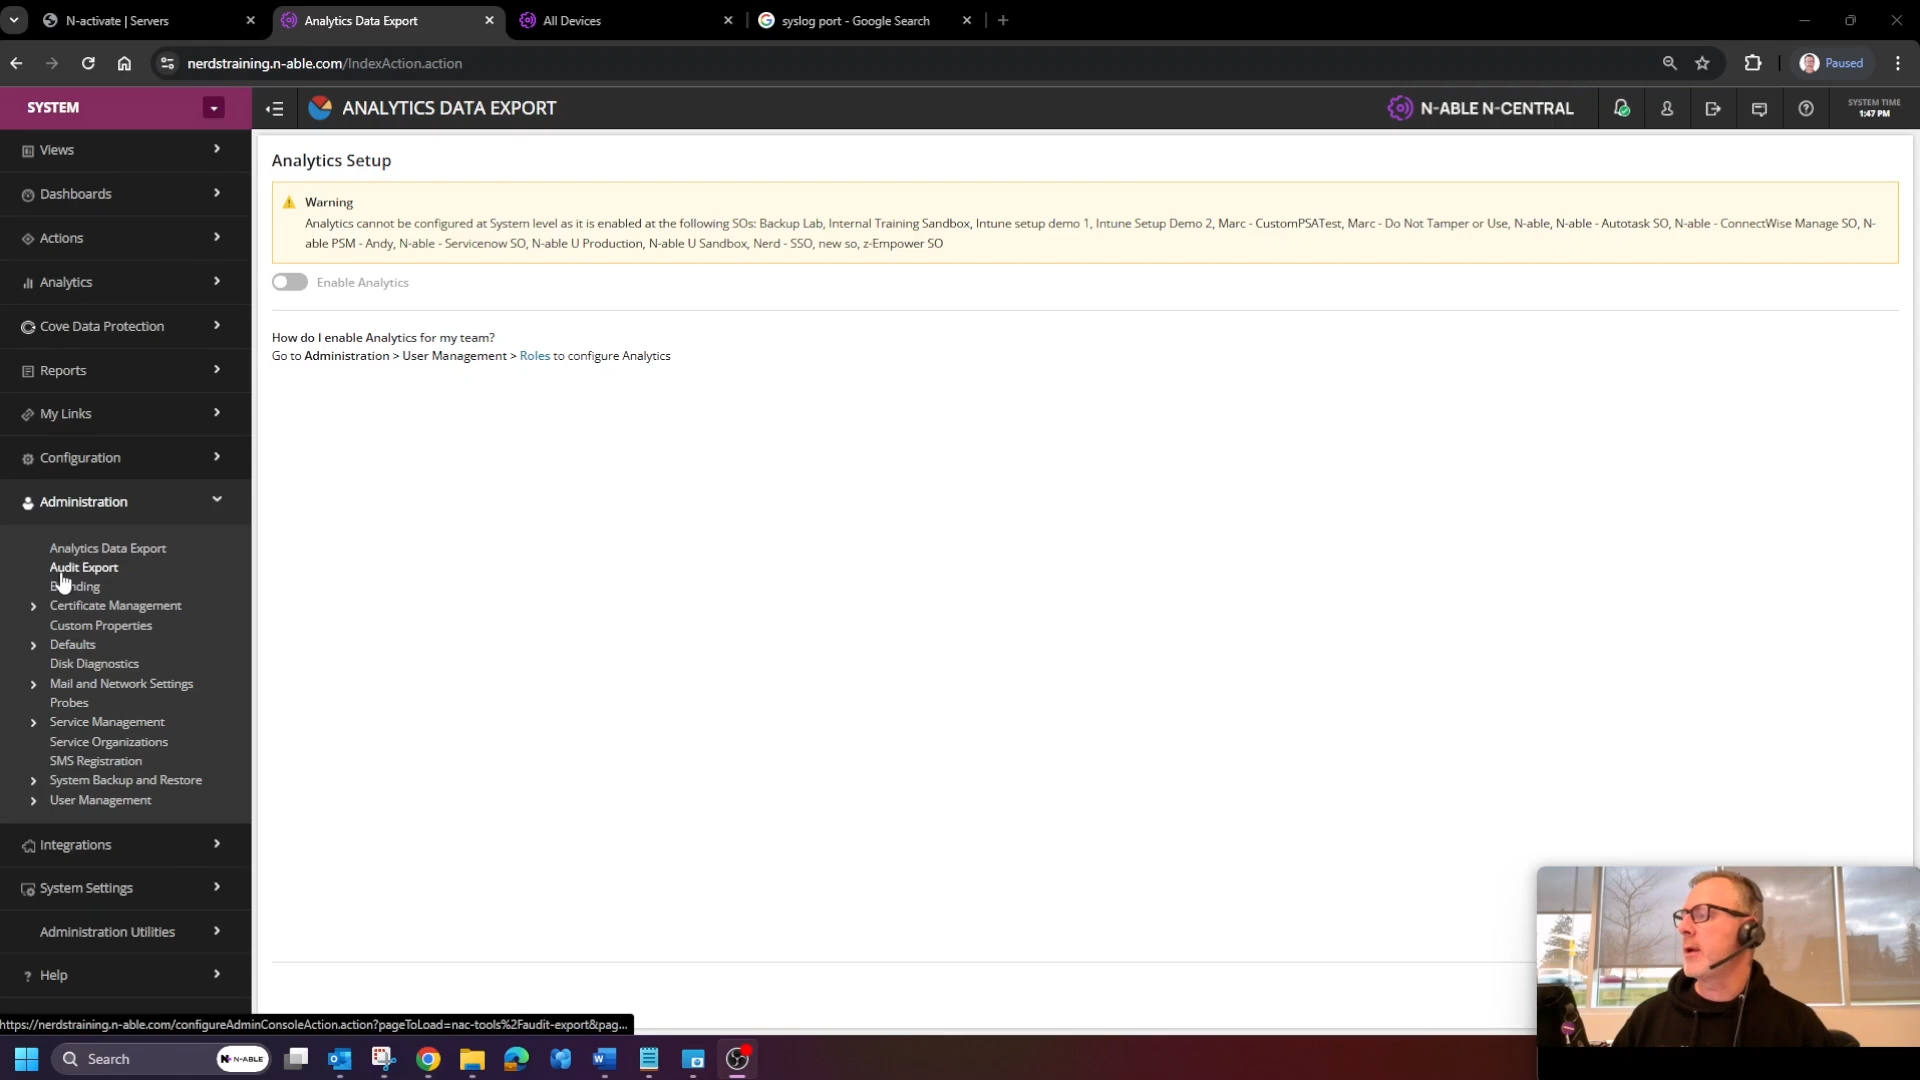 N-activate | Servers
Analytics Data Export
All Devices
syslog port - Google Search
nerdstraining.n-able.com/IndexAction.action
Paused
SYSTEM
ANALYTICS DATA EXPORT
N-ABLE N-CENTRAL
SYSTEM TIME
1:47 PM
Views
Dashboards
Actions
Analytics
Cove Data Protection
Reports
My Links
Configuration
Administration
Analytics Data Export
Audit Export
Certificate Management
Custom Properties
Defaults
Disk Diagnostics
Mail and Network Settings
Probes
Service Management
Service Organizations
SMS Registration
System Backup and Restore
User Management
Integrations
System Settings
Administration Utilities
Help
Analytics Setup
Warning
Analytics cannot be configured at System level as it is enabled at the following SOs: Backup Lab, Internal Training Sandbox, Intune setup demo 1, Intune Setup Demo 2, Marc - CustomPSATest, Marc - Do Not Tamper or Use, N-able, N-able - Autotask SO, N-able - ConnectWise Manage SO, N-
able PSM - Andy, N-able - Servicenow SO, N-able U Production, N-able U Sandbox, Nerd - SSO, new so, z-Empower SO
Enable Analytics
How do I enable Analytics for my team?
Go to Administration > User Management > Roles to configure Analytics
https://nerdstraining.n-able.com/configureAdminConsoleAction.action?pageToLoad=nac-tools%2Faudit-export&pag...
Search
N-ABLE